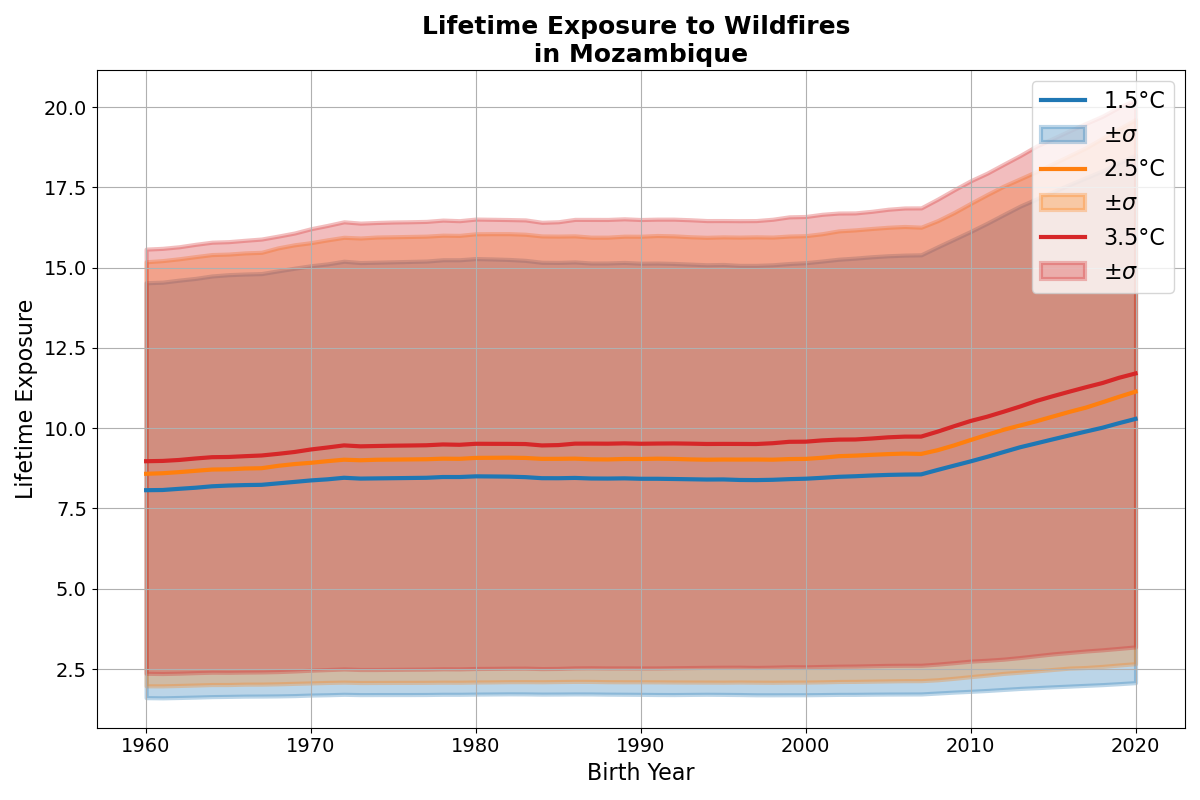 Lifetime Exposure to Wildfires
in Mozambique
20.0
17.5
15.0
12.5
10.0
7.5
5.0
2.5
Lifetime Exposure
1960
1970
1980
1990
2000
2010
2020
Birth Year
1.5°C
±σ
2.5°C
±σ
3.5°C
±σ